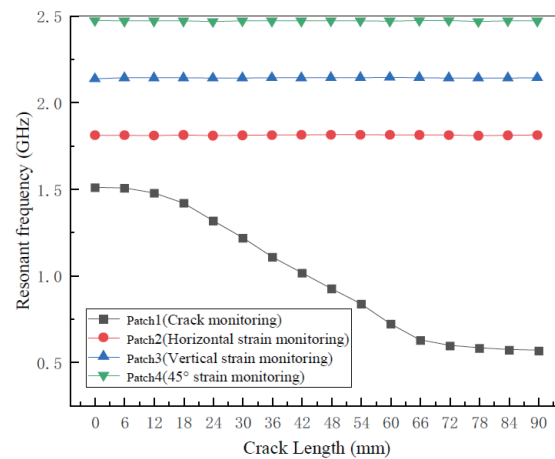 2.5
2.0
1.5
1.0
0.5
Resonant frequency (GHz)
Patch1(Crack monitoring)
Patch2(Horizontal strain monitoring)
Patch3(Vertical strain monitoring)
Patch4(45° strain monitoring)
0 6 12 18 24 30 36 42 48 54 60 66 72 78 84 90
Crack Length (mm)